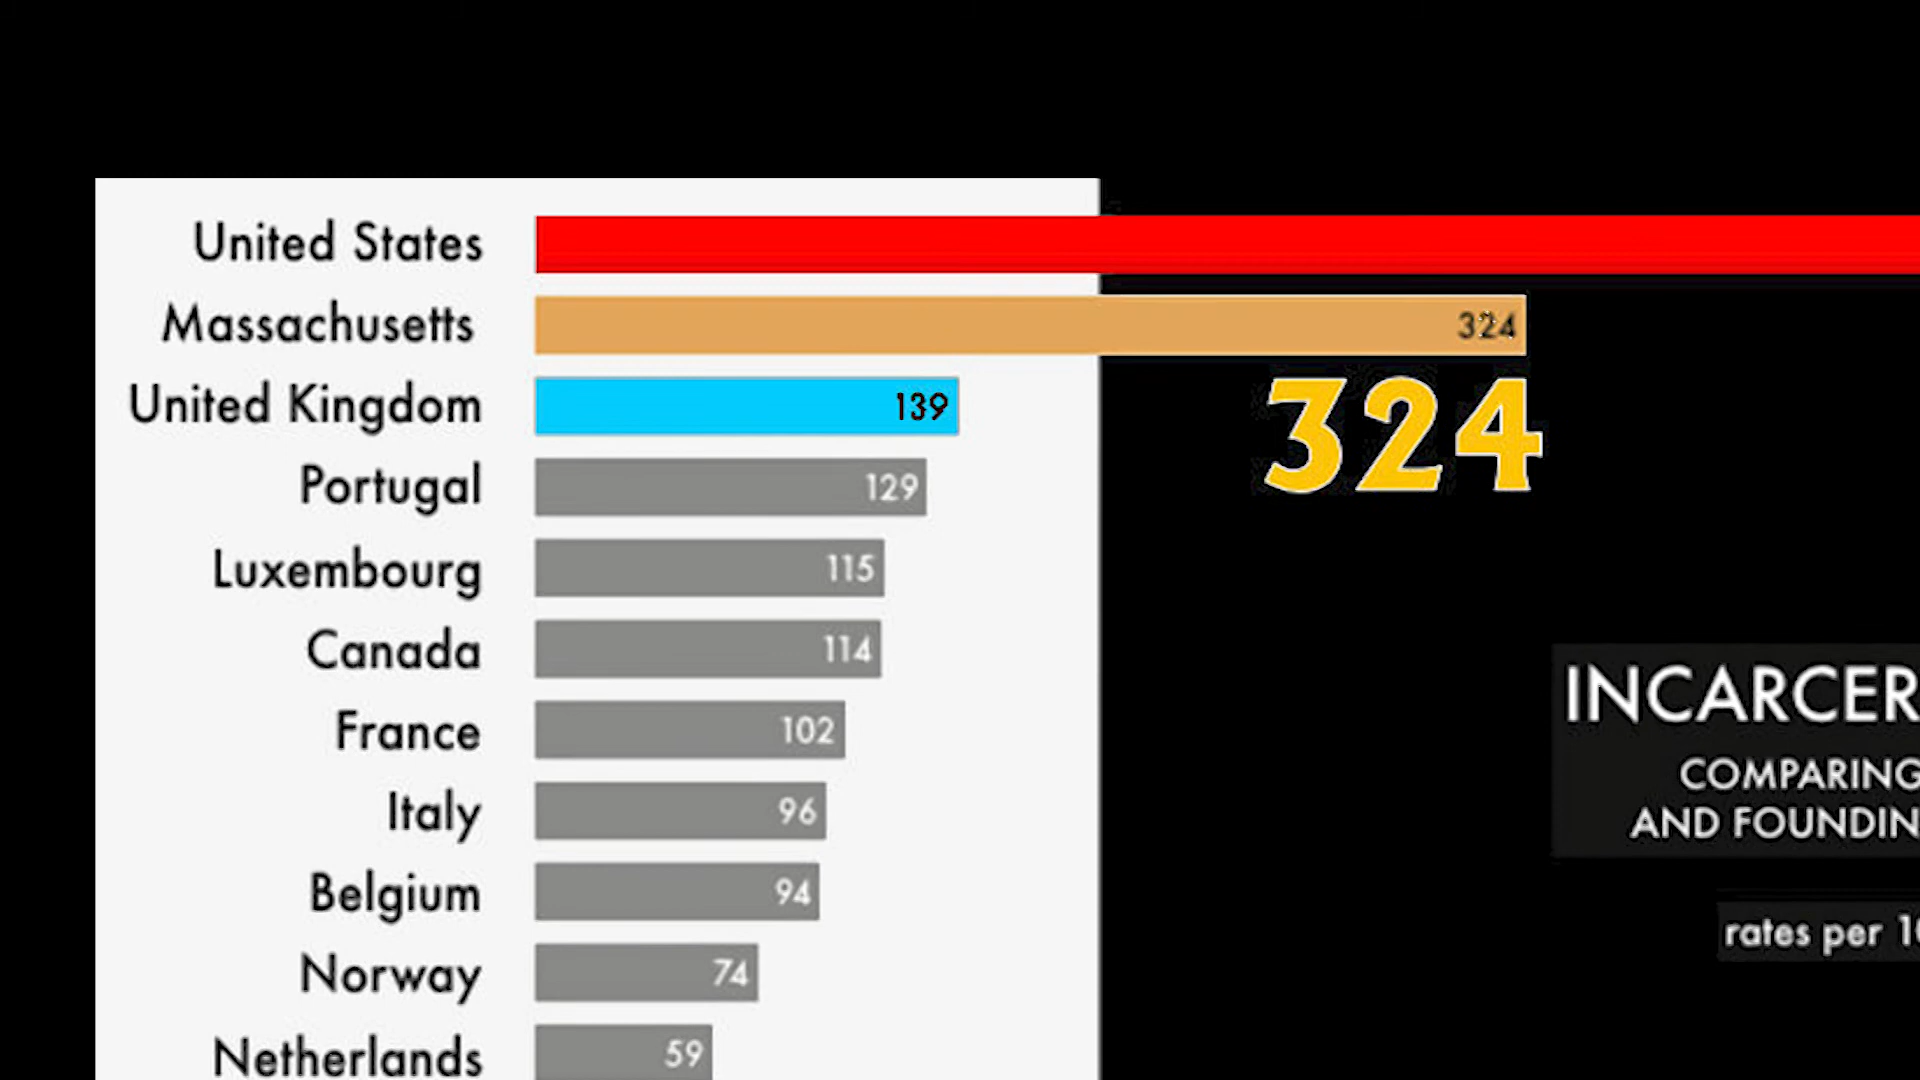 United States
Massachusetts 324
United Kingdom 139
324
Portugal 129
Luxembourg 115
Canada 114
France 102
Italy 96
Belgium 94
Norway 74
Netherlands 59
INCARCER
COMPARING
AND FOUNDIN
rates per 10